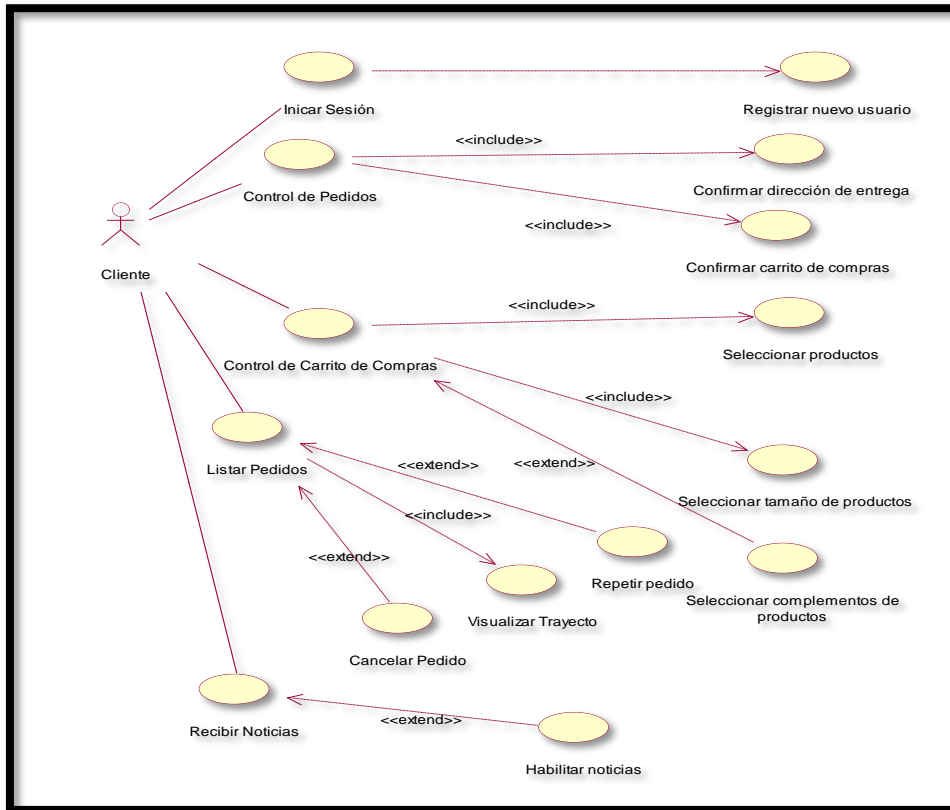 Inicar Sesión
Registrar nuevo usuario
<<include>>
Control de Pedidos
Confirmar dirección de entrega
<<include>>
Cliente
Confirmar carrito de compras
<<include>>
Control de Carrito de Compras
Seleccionar productos
<<include>>
<<extend>>
<<extend>>
Listar Pedidos
Seleccionar tamaño de productos
<<include>>
<<extend>>
Repetir pedido
Seleccionar complementos de
productos
Visualizar Trayecto
Cancelar Pedido
Recibir Noticias
<<extend>>
Habilitar noticias